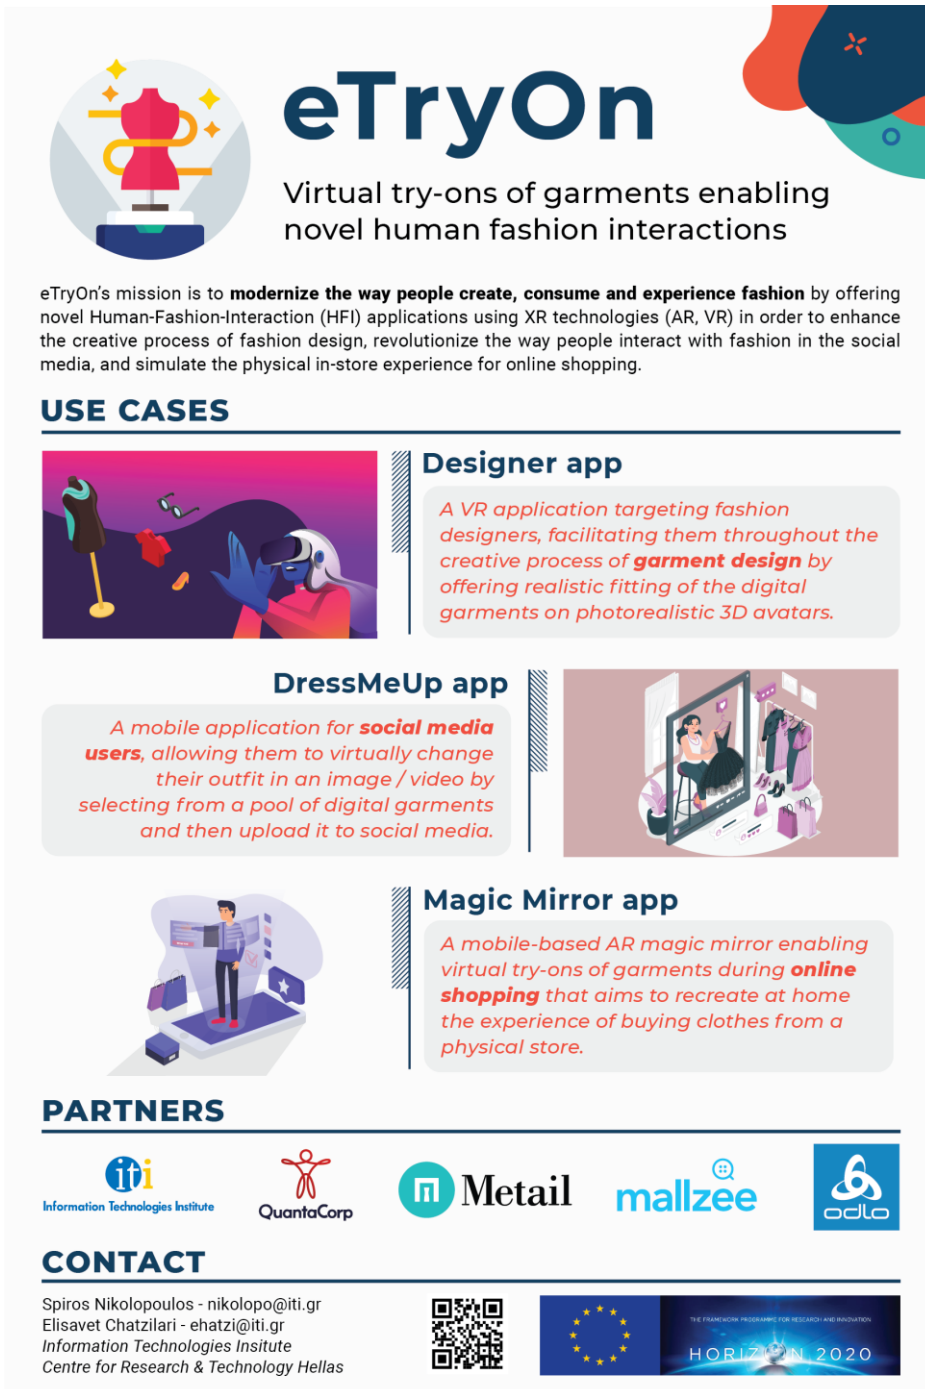 eTryOn
Virtual try-ons of garments enabling
novel human fashion interactions
eTryOn's mission is to modernize the way people create, consume and experience fashion by offering
novel Human-Fashion-Interaction (HFI) applications using XR technologies (AR, VR) in order to enhance
the creative process of fashion design, revolutionize the way people interact with fashion in the social
media, and simulate the physical in-store experience for online shopping.
USE CASES
Designer app
A VR application targeting fashion
designers, facilitating them throughout the
creative process of garment design by
offering realistic fitting of the digital
garments on photorealistic 3D avatars.
DressMeUp app
A mobile application for social media
users, allowing them to virtually change
their outfit in an image / video by
selecting from a pool of digital garments
and then upload it to social media.
Magic Mirror app
A mobile-based AR magic mirror enabling
virtual try-ons of garments during online
shopping that aims to recreate at home
the experience of buying clothes from a
physical store.
PARTNERS
iti
Information Technologies Institute
QuantaCorp
m Metail
mallzee
odlo
CONTACT
Spiros Nikolopoulos - nikolopo@iti.gr
Elisavet Chatzilari - ehatzi@iti.gr
Information Technologies Insitute
Centre for Research & Technology Hellas
THE FRAMEWORK PROGRAMME FOR RESEARCH AND INNOVATION
HORIZON 2020